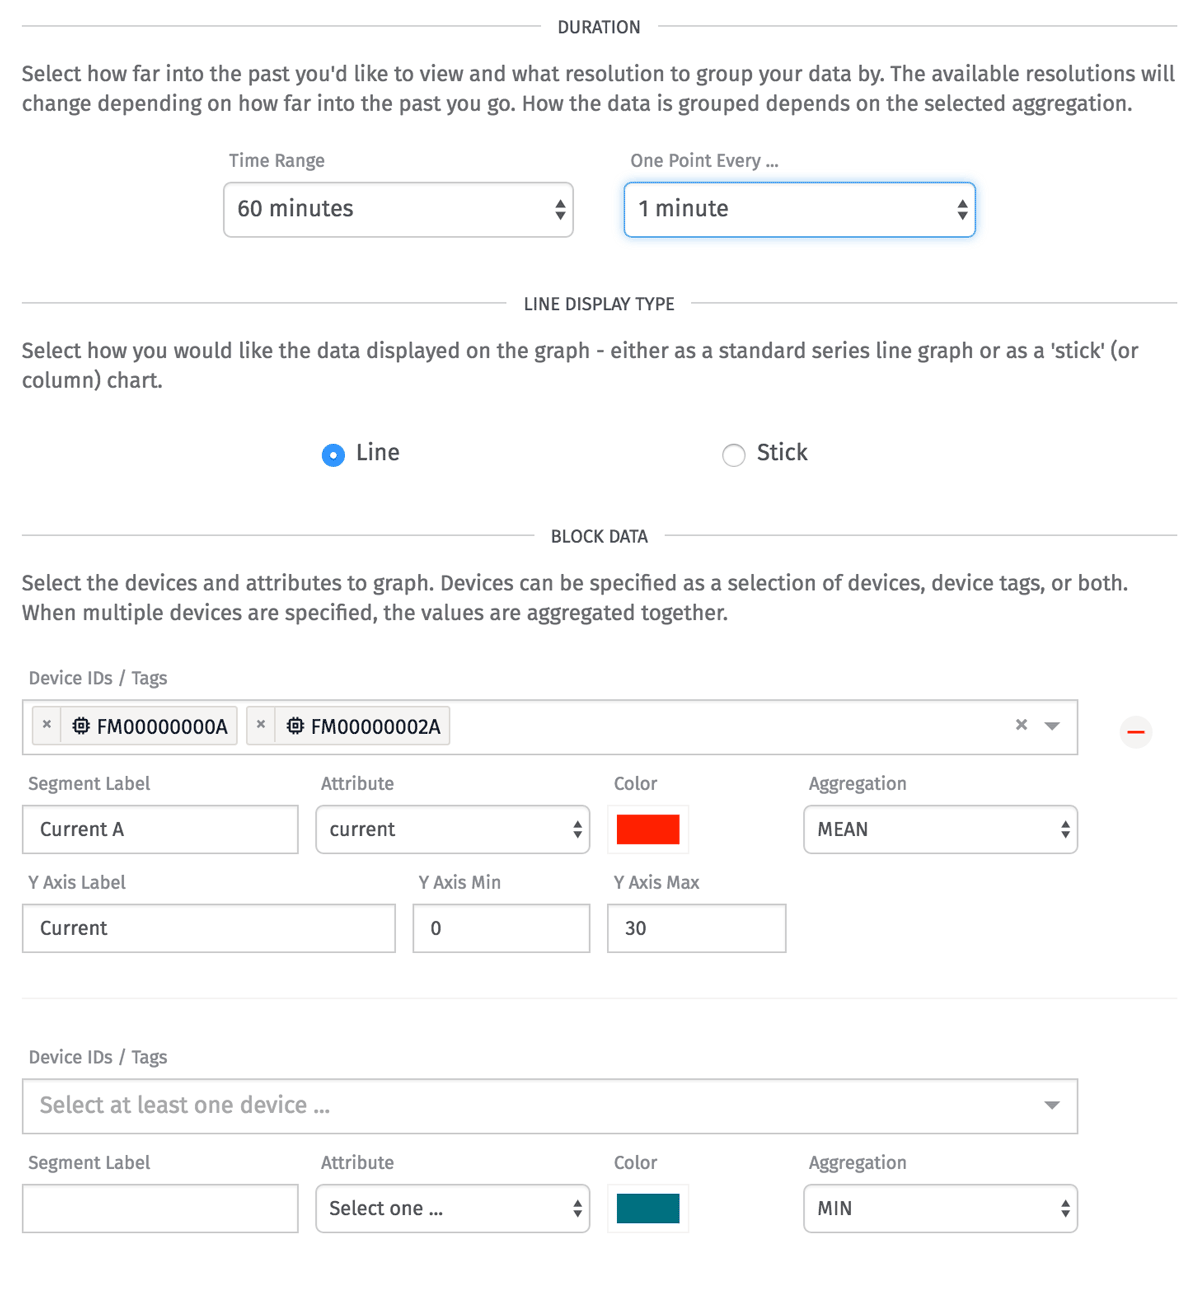 DURATION
Select how far into the past you'd like to view and what resolution to group your data by. The available resolutions will
change depending on how far into the past you go. How the data is grouped depends on the selected aggregation.
Time Range
One Point Every ...
60 minutes
1 minute
LINE DISPLAY TYPE
Select how you would like the data displayed on the graph - either as a standard series line graph or as a 'stick' (or
column) chart.
Line
Stick
BLOCK DATA
Select the devices and attributes to graph. Devices can be specified as a selection of devices, device tags, or both.
When multiple devices are specified, the values are aggregated together.
Device IDs / Tags
× FM00000000A × FM00000002A ×
Segment Label
Attribute
Color
Aggregation
Current A
current
MEAN
Y Axis Label
Y Axis Min
Y Axis Max
Current
0
30
Device IDs / Tags
Select at least one device ...
Segment Label
Attribute
Color
Aggregation
Select one ...
MIN